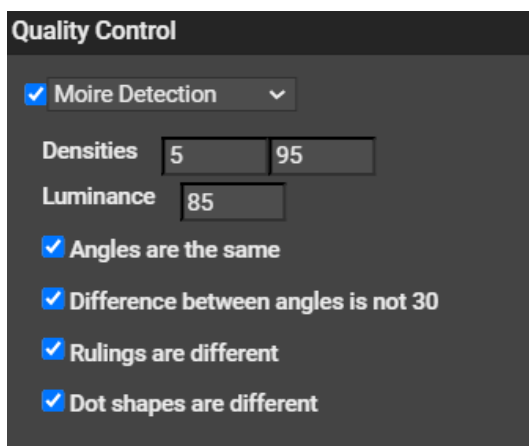 Quality Control
Moire Detection
Densities 5 95
Luminance 85
Angles are the same
Difference between angles is not 30
Rulings are different
Dot shapes are different